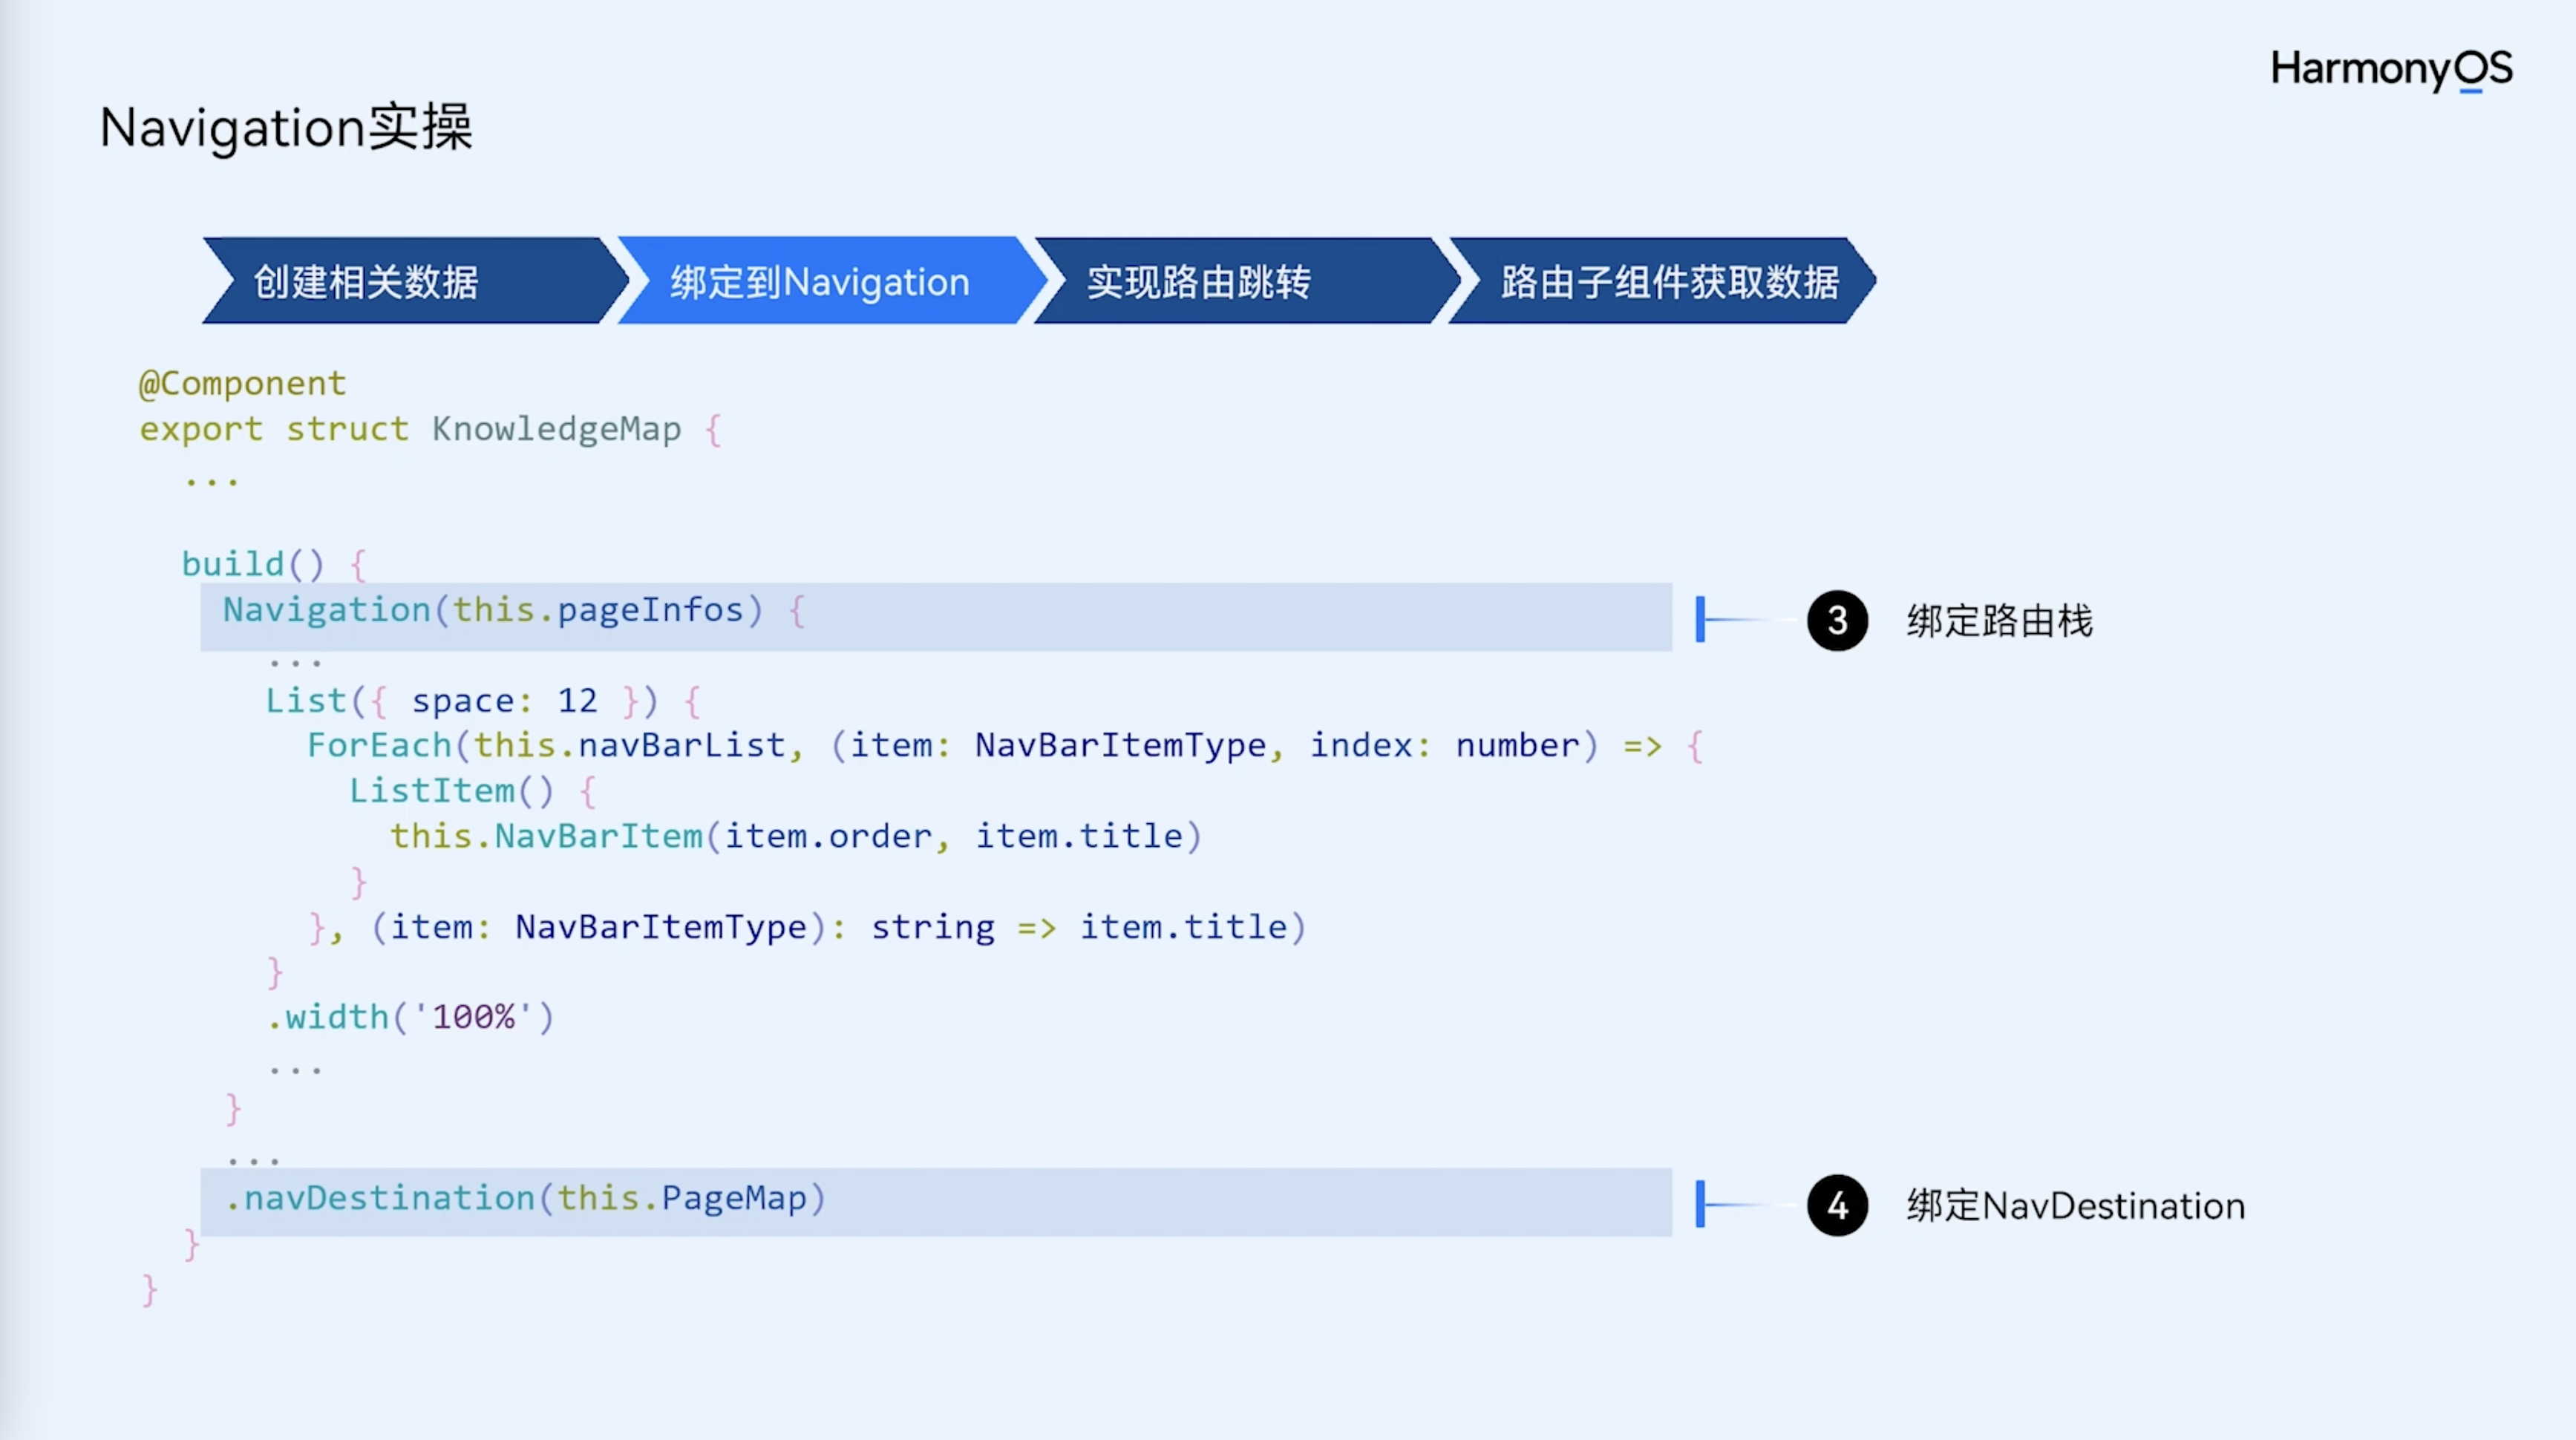 HarmonyOS
Navigation实操
创建相关数据
绑定到Navigation
实现路由跳转
路由子组件获取数据
@Component
export struct KnowledgeMap {
...
build() {
Navigation(this.pageInfos) {
3 绑定路由栈
...
List({ space: 12 }) {
ForEach(this.navBarList, (item: NavBarItemType, index: number) => {
ListItem() {
this.NavBarItem(item.order, item.title)
}
}, (item: NavBarItemType): string => item.title)
}
.width('100%')
...
}
...
.navDestination(this.PageMap)
4 绑定NavDestination
}
}